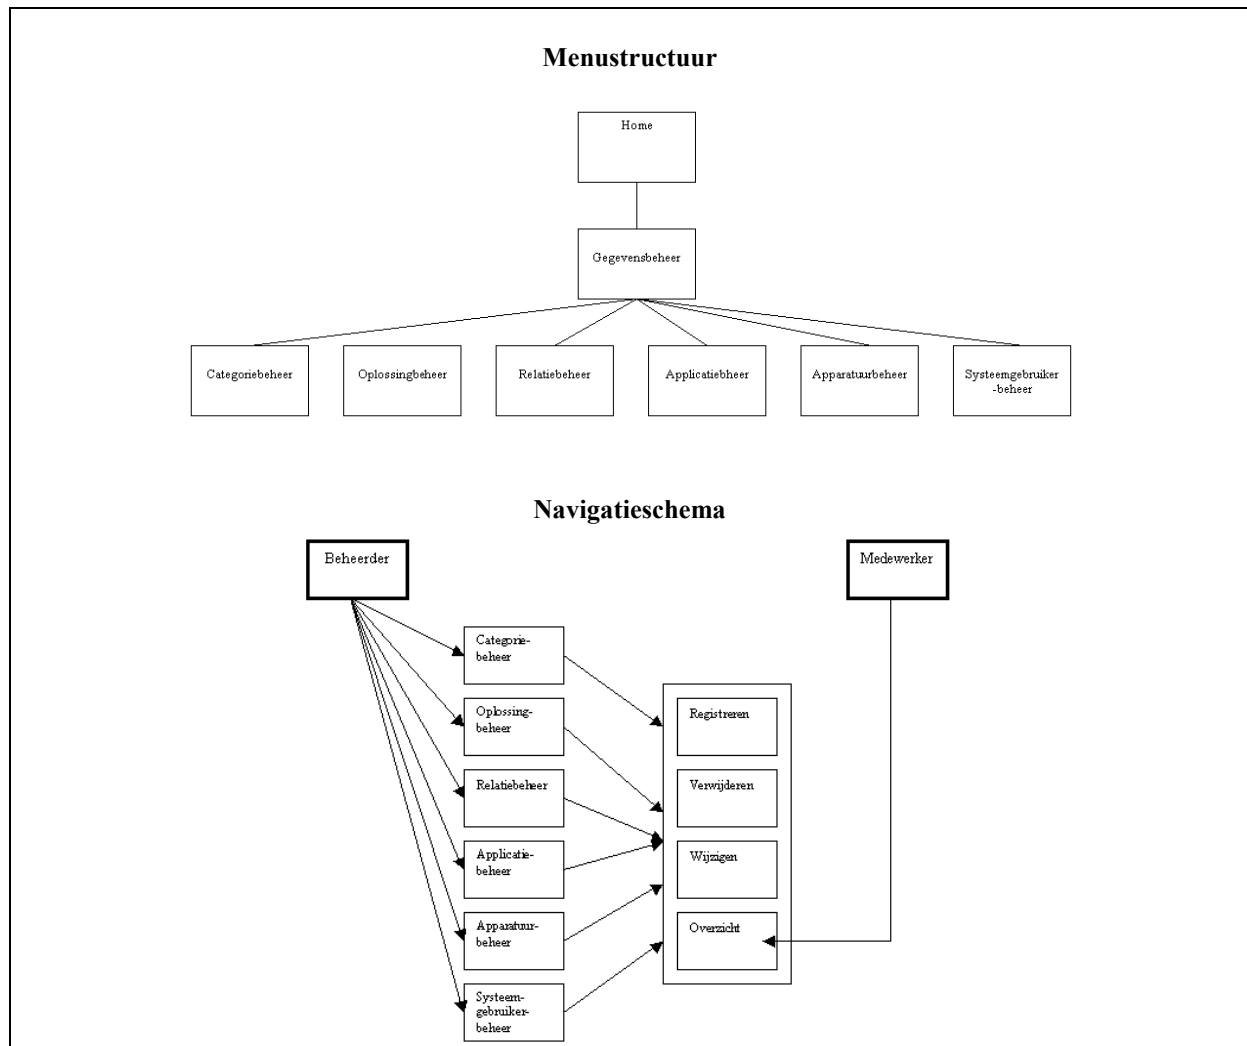 Menustructuur
Home
Gegevensbeheer
Categoriebeheer
Oplossingbeheer
Relatiebeheer
Applicatiebheer
Apparatuurbeheer
Systeemgebruiker
-beheer
Navigatieschema
Beheerder
Medewerker
Categorie-
beheer
Oplossing-
beheer
Relatiebeheer
Applicatie-
beheer
Apparatuur-
beheer
Systeem-
gebruiker-
beheer
Registreren
Verwijderen
Wijzigen
Overzicht